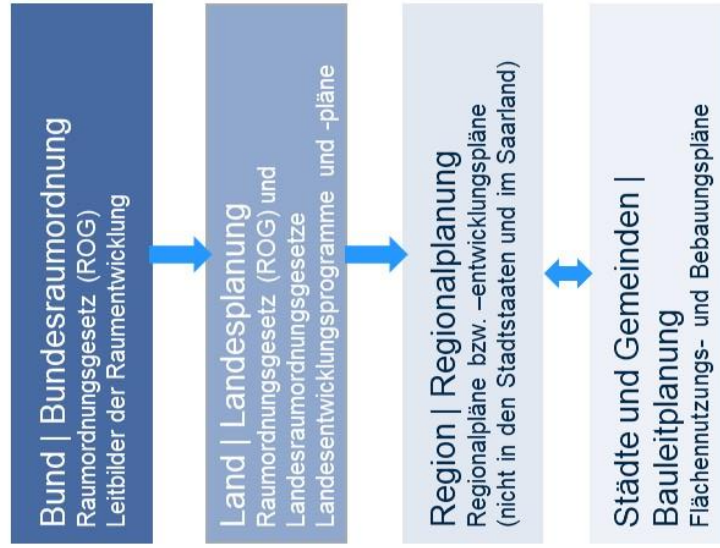 Bund | Bundesraumordnung
Raumordnungsgesetz (ROG)
Leitbilder der Raumentwicklung
Land | Landesplanung
Raumordnungsgesetz (ROG) und
Landesraumordnungsgesetze
Landesentwicklungsprogramme und -pläne
Region | Regionalplanung
Regionalpläne bzw. –entwicklungspläne
(nicht in den Stadtstaaten und im Saarland)
Städte und Gemeinden |
Bauleitplanung
Flächennutzungs- und Bebauungspläne